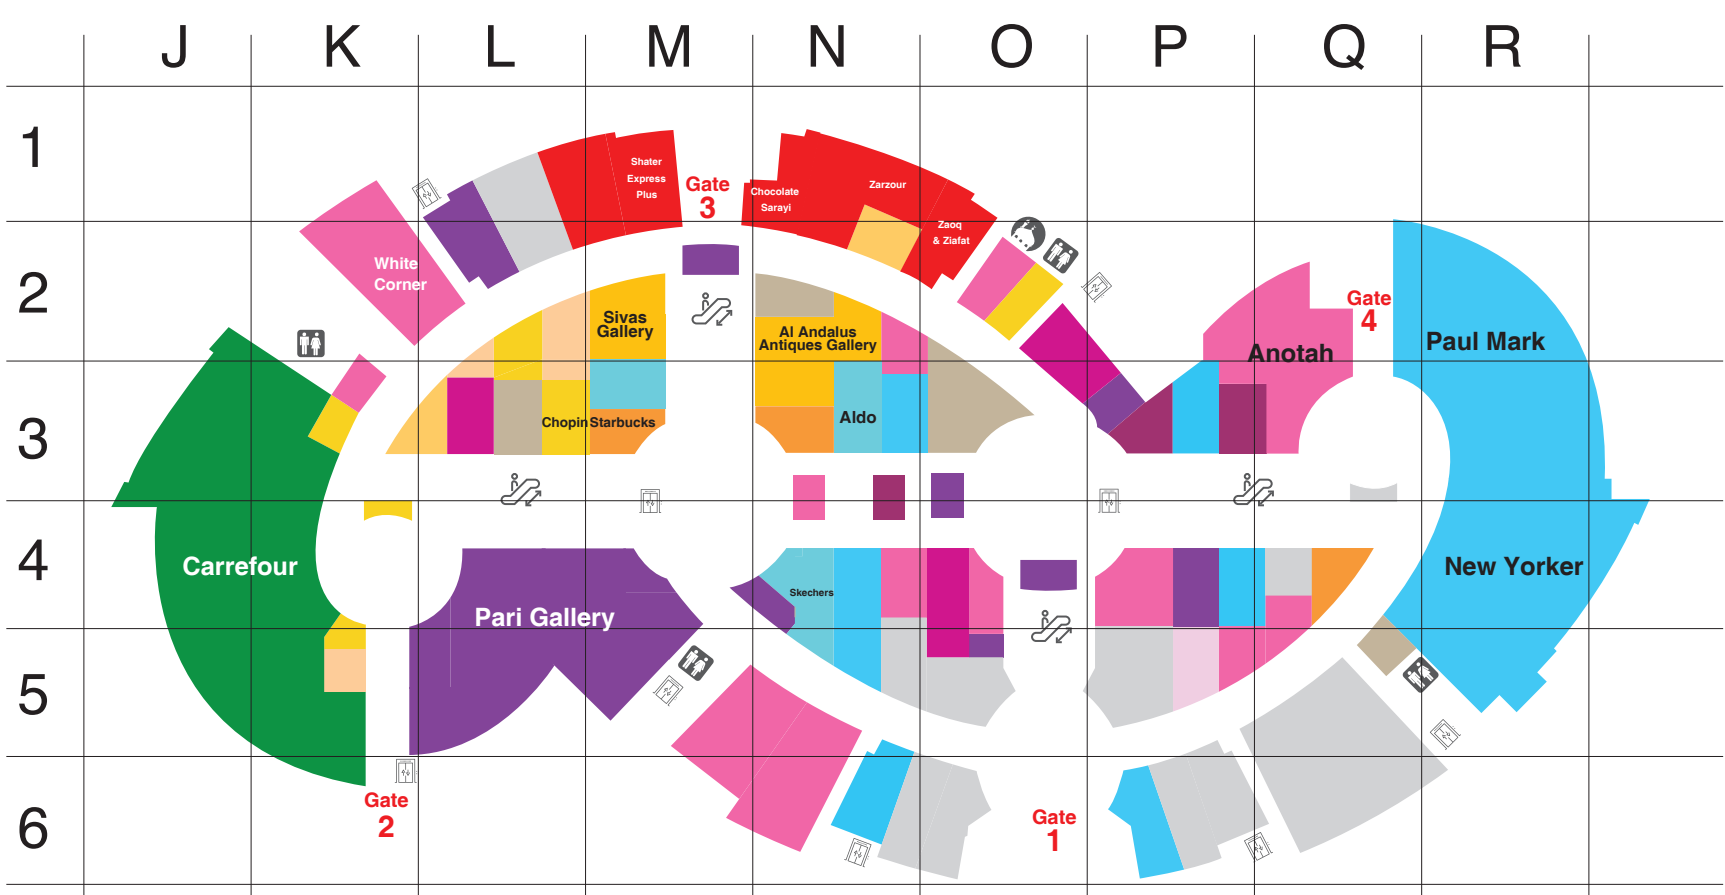 J K L M N O P Q R
1
Shater
Express
Plus
Gate
3
Chocolate
Sarayi
Zarzour
Zaoq
& Ziafat
2
White
Corner
Sivas
Gallery
Al Andalus
Antiques Gallery
Gate
4
Anotah
Paul Mark
3
Chopin
Starbucks
Aldo
4
Carrefour
Pari Gallery
Skechers
New Yorker
5
6
Gate
2
Gate
1